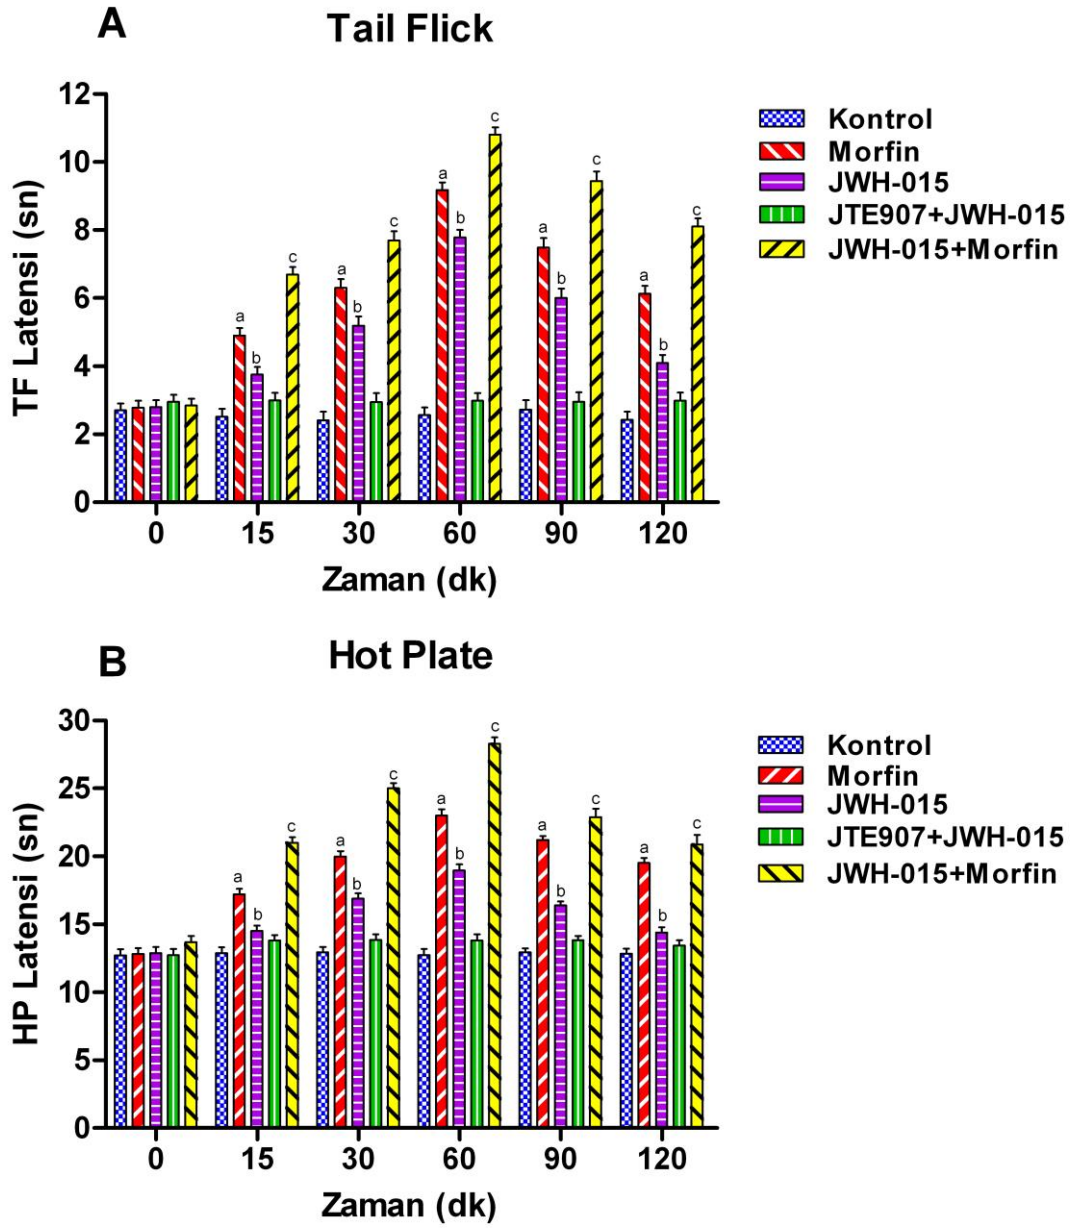 A
Tail Flick
12
10
8
6
4
2
0
TF Latensi (sn)
a
b
c
a
b
c
a
b
c
a
b
c
a
b
c
0 15 30 60 90 120
Zaman (dk)
Kontrol
Morfin
JWH-015
JTE907+JWH-015
JWH-015+Morfin
B
Hot Plate
30
25
20
15
10
5
0
HP Latensi (sn)
a
b
c
a
b
c
a
b
c
a
b
c
a
b
c
0 15 30 60 90 120
Zaman (dk)
Kontrol
Morfin
JWH-015
JTE907+JWH-015
JWH-015+Morfin